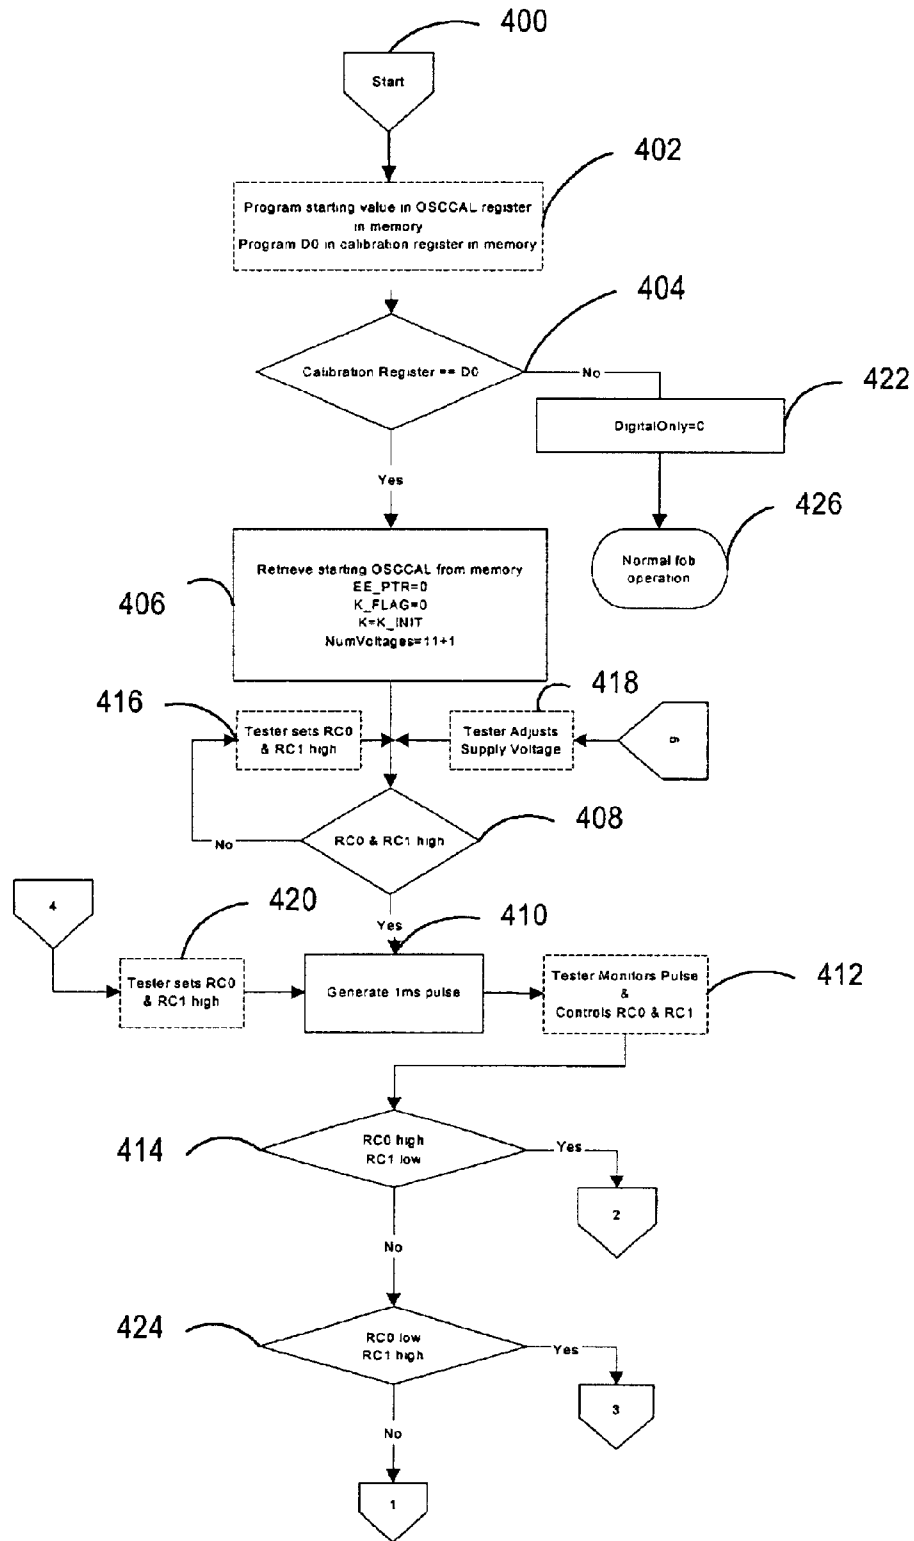 400
Start
402
Program starting value in OSCCAL register
in memory
Program D0 in calibration register in memory
404
Calibration Register == D0
No
422
DigitalOnly=C
Yes
426
Normal fob
operation
406
Retrieve starting OSCCAL from memory
EE_PTR=0
K_FLAG=0
K=K_INIT
NumVoltages=11+1
416
Tester sets RC0
& RC1 high
418
Tester Adjusts
Supply Voltage
No
RC0 & RC1 high
408
4
420
Yes
410
Tester sets RC0
& RC1 high
Generate 1ms pulse
Tester Monitors Pulse
&
Controls RC0 & RC1
412
414
RC0 high
RC1 low
Yes
2
No
424
RC0 low
RC1 high
Yes
3
No
1